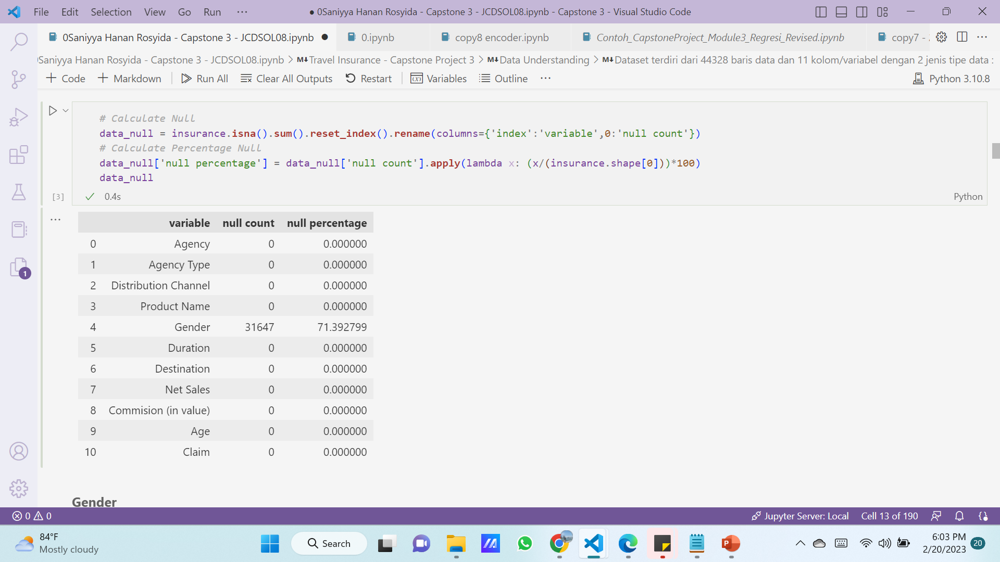 File Edit Selection View Go Run ···
● 0Saniyya Hanan Rosyida - Capstone 3 - JCDSOL08.ipynb - Capstone 3 - Visual Studio Code
0Saniyya Hanan Rosyida - Capstone 3 - JCDSOL08.ipynb ●
0.ipynb
copy8 encoder.ipynb
Contoh_CapstoneProject_Module3_Regresi_Revised.ipynb
copy7 -
Saniyya Hanan Rosyida - Capstone 3 - JCDSOL08.ipynb > M↓Travel Insurance - Capstone Project 3 > M↓Data Understanding > M↓Dataset terdiri dari 44328 baris data dan 11 kolom/variabel dengan 2 jenis tipe data :
+ Code + Markdown Run All Clear All Outputs Restart (x) Variables Outline ··· Python 3.10.8
# Calculate Null
data_null = insurance.isna().sum().reset_index().rename(columns={'index':'variable',0:'null count'})
# Calculate Percentage Null
data_null['null percentage'] = data_null['null count'].apply(lambda x: (x/(insurance.shape[0]))*100)
data_null
[3] 0.4s Python
variable null count null percentage
0 Agency 0 0.000000
1 Agency Type 0 0.000000
2 Distribution Channel 0 0.000000
3 Product Name 0 0.000000
4 Gender 31647 71.392799
5 Duration 0 0.000000
6 Destination 0 0.000000
7 Net Sales 0 0.000000
8 Commision (in value) 0 0.000000
9 Age 0 0.000000
10 Claim 0 0.000000
1
Gender
0 0 Jupyter Server: Local Cell 13 of 190
84°F
Mostly cloudy
Search
P
6:03 PM
2/20/2023
20